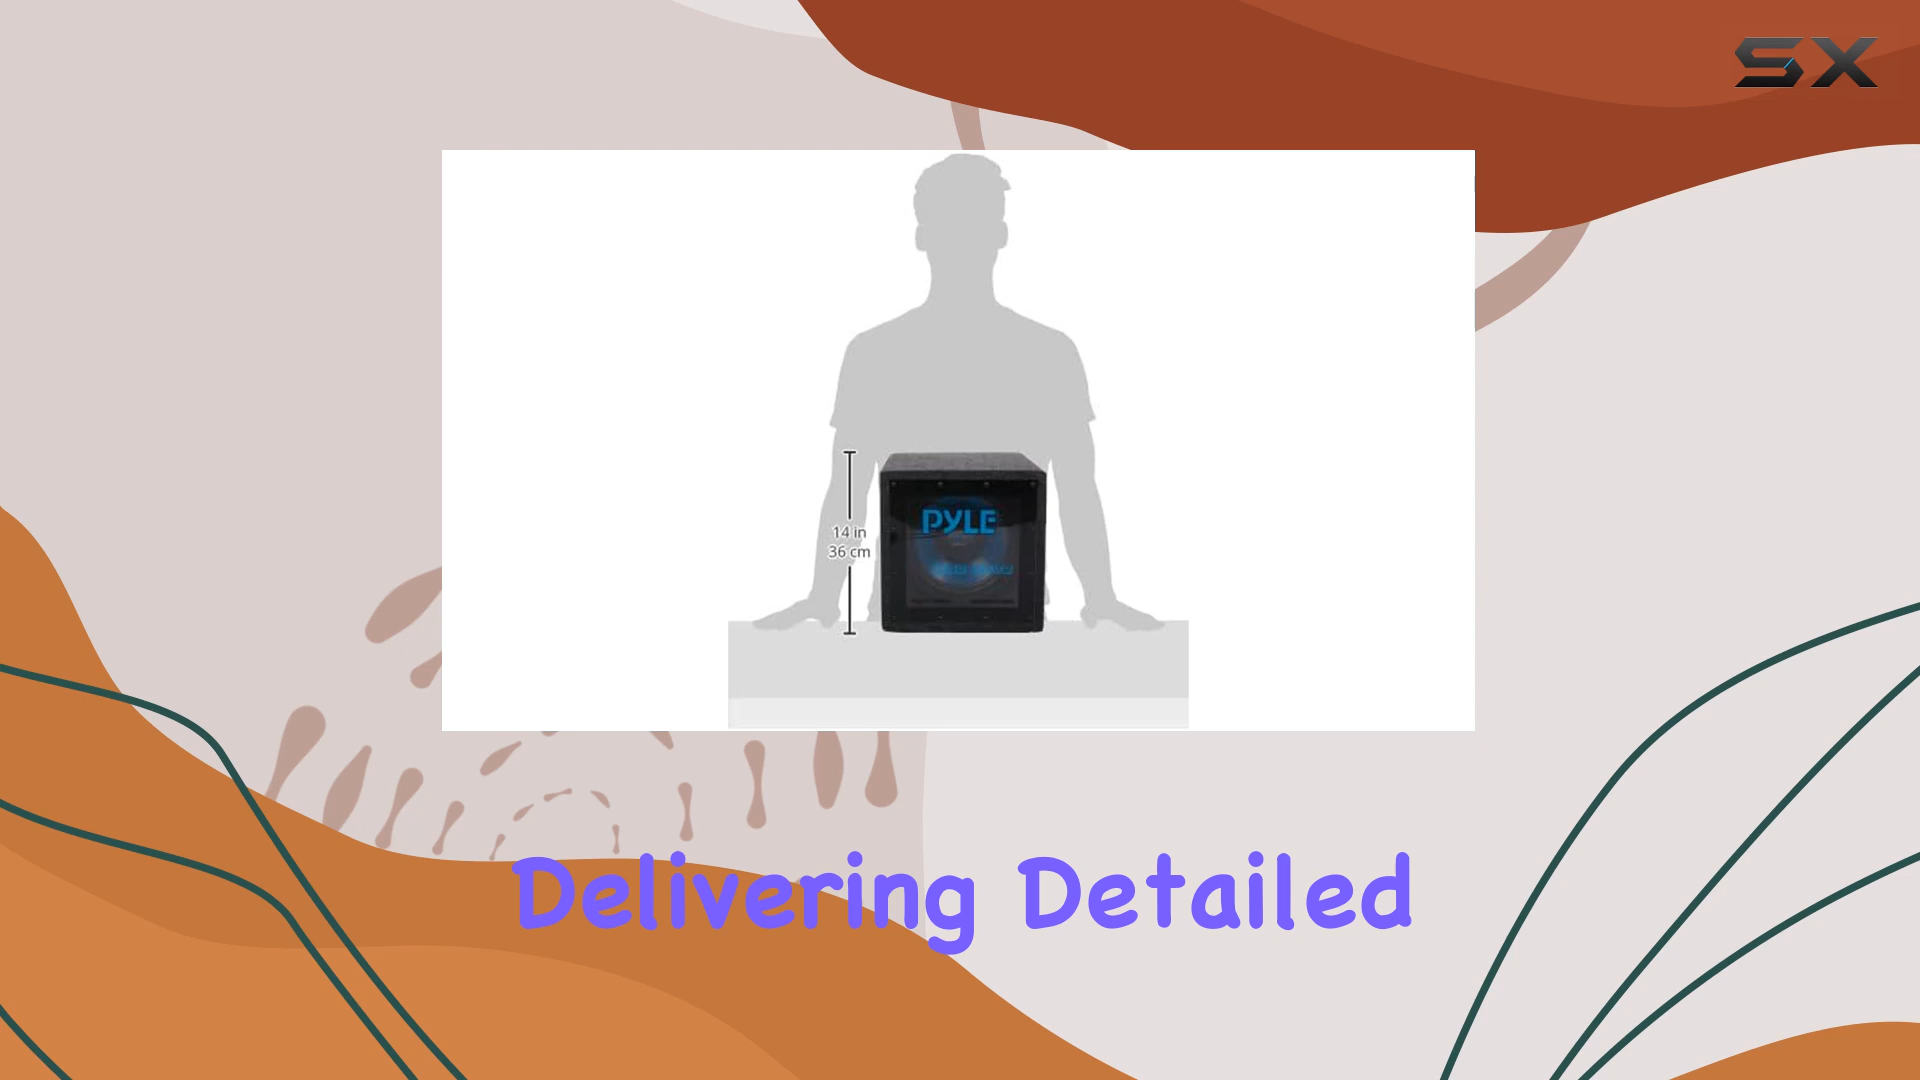 SX
PYLE
14 in
36 cm
Delivering Detailed